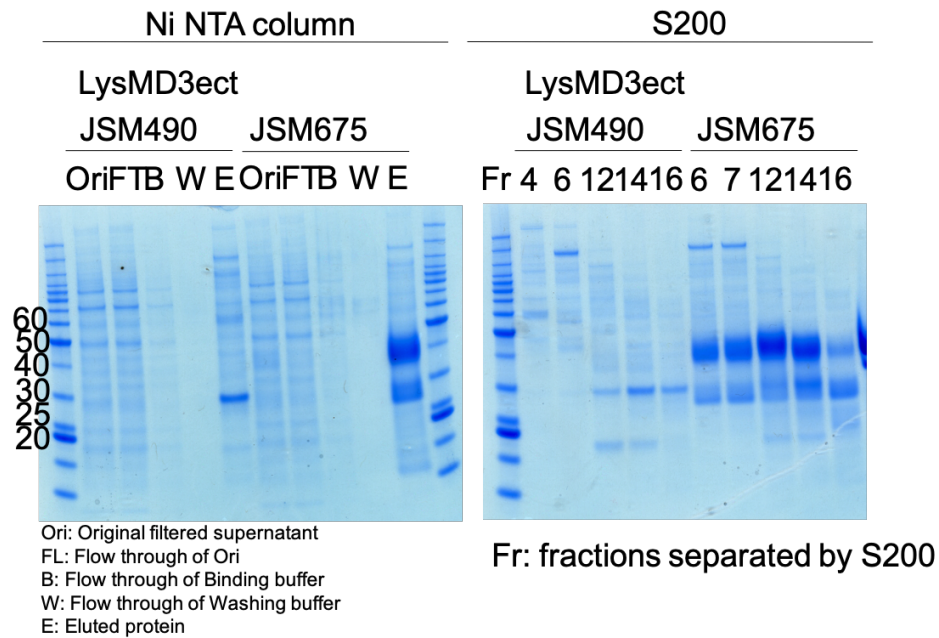 Ni NTA column
S200
LysMD3ect
LysMD3ect
JSM490 JSM675
JSM490 JSM675
OriFTB W E OriFTB W E
Fr 4 6 121416 6 7 121416
60
50
40
30
25
20
Ori: Original filtered supernatant
FL: Flow through of Ori
B: Flow through of Binding buffer
W: Flow through of Washing buffer
E: Eluted protein
Fr: fractions separated by S200